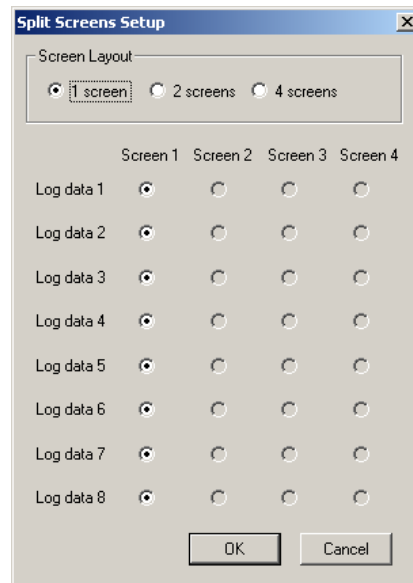 Split Screens Setup
Screen Layout
1 screen 2 screens 4 screens
Screen 1 Screen 2 Screen 3 Screen 4
Log data 1
Log data 2
Log data 3
Log data 4
Log data 5
Log data 6
Log data 7
Log data 8
OK Cancel